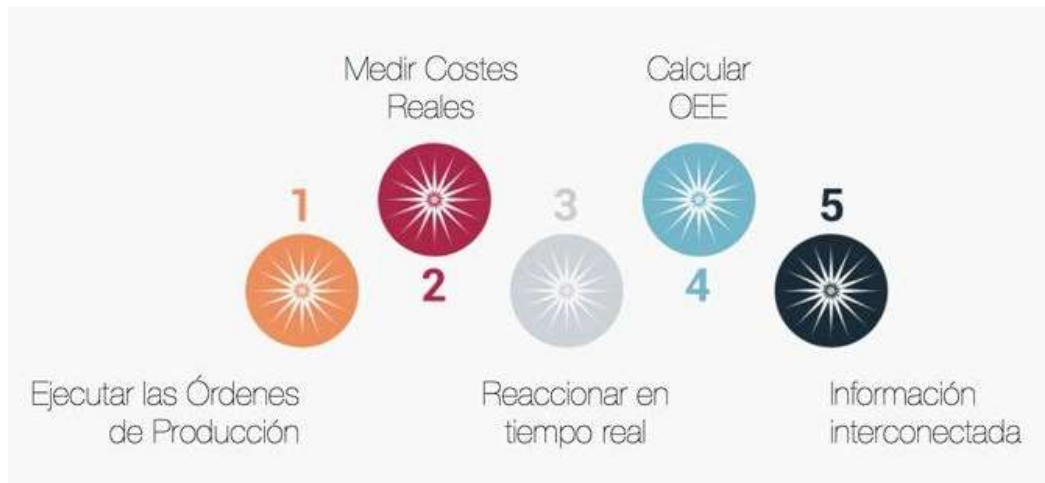 Medir Costes
Reales
Calcular
OEE
1
3
5
2
4
Ejecutar las Órdenes
de Producción
Reaccionar en
tiempo real
Información
interconectada